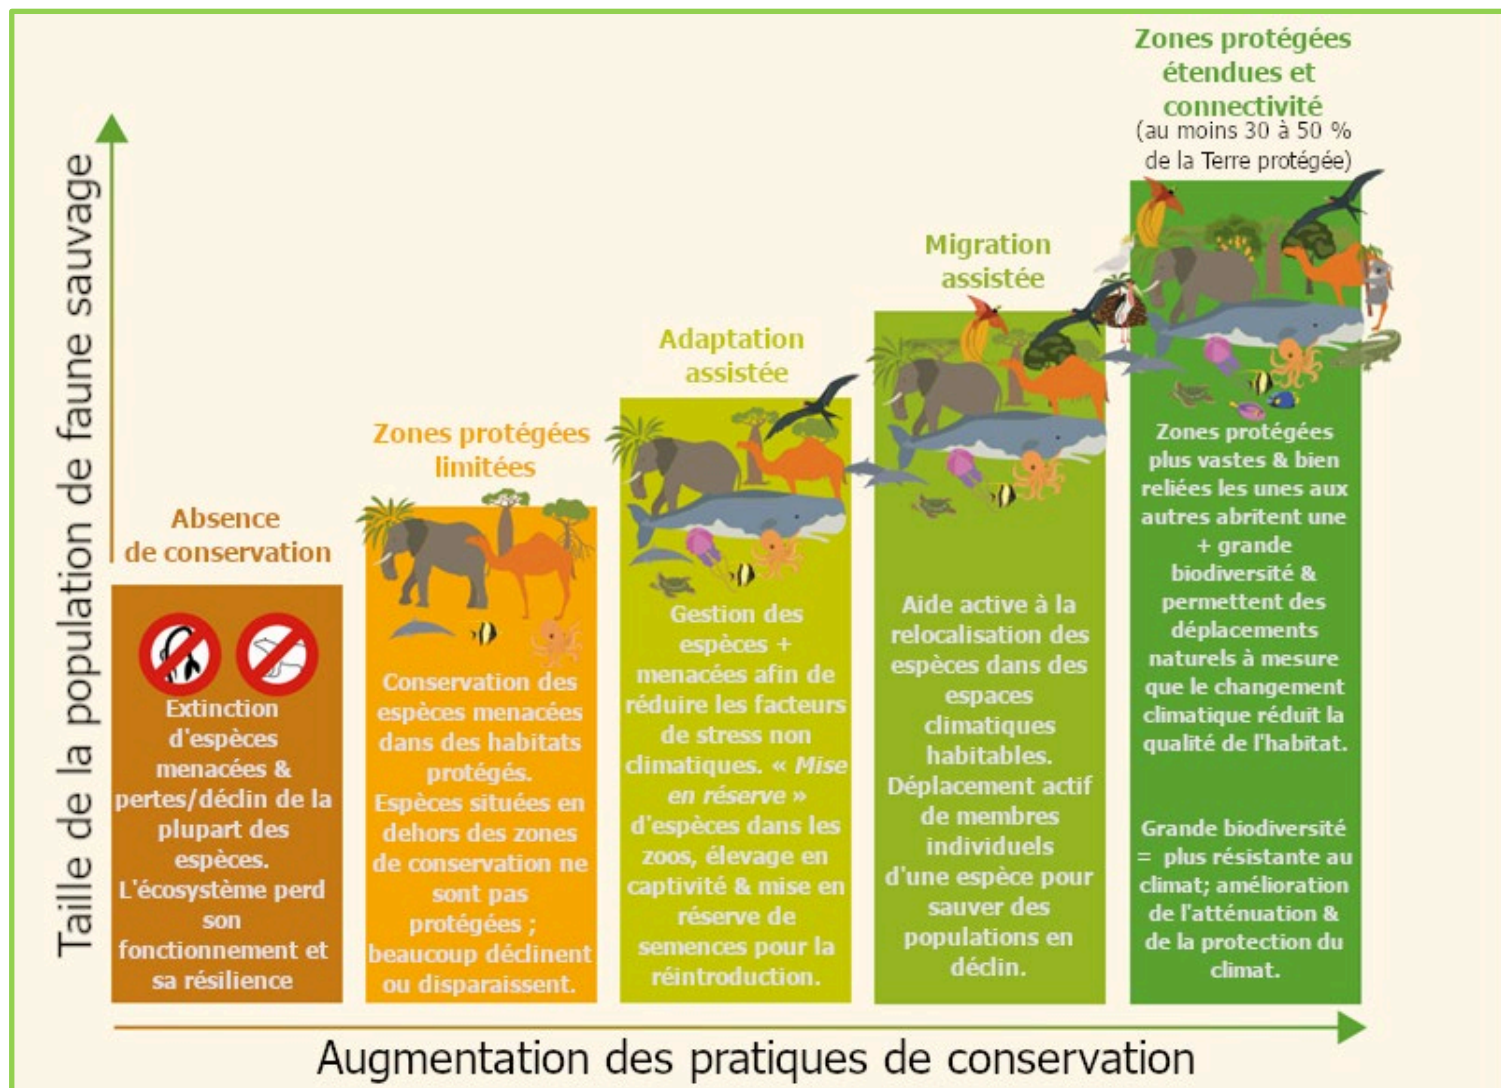 Taille de la population de faune sauvage
Absence
de conservation
Extinction
d'espèces
menacées &
pertes/déclin de la
plupart des
espèces.
L'écosystème perd
son
fonctionnement et
sa résilience
Zones protégées
limitées
Conservation des
espèces menacées
dans des habitats
protégés.
Espèces situées en
dehors des zones
de conservation ne
sont pas
protégées ;
beaucoup déclinent
ou disparaissent.
Adaptation
assistée
Gestion des
espèces +
menacées afin de
réduire les facteurs
de stress non
climatiques. « Mise
en réserve »
d'espèces dans les
zoos, élevage en
captivité & mise en
réserve de
semences pour la
réintroduction.
Migration
assistée
Aide active à la
relocalisation des
espèces dans des
espaces
climatiques
habitables.
Déplacement actif
de membres
individuels
d'une espèce pour
sauver des
populations en
déclin.
Zones protégées
étendues et
connectivité
(au moins 30 à 50 %
de la Terre protégée)
Zones protégées
plus vastes & bien
reliées les unes aux
autres abritent une
+ grande
biodiversité &
permettent des
déplacements
naturels à mesure
que le changement
climatique réduit la
qualité de l'habitat.
Grande biodiversité
= plus résistante au
climat; amélioration
de l'atténuation &
de la protection du
climat.
Augmentation des pratiques de conservation